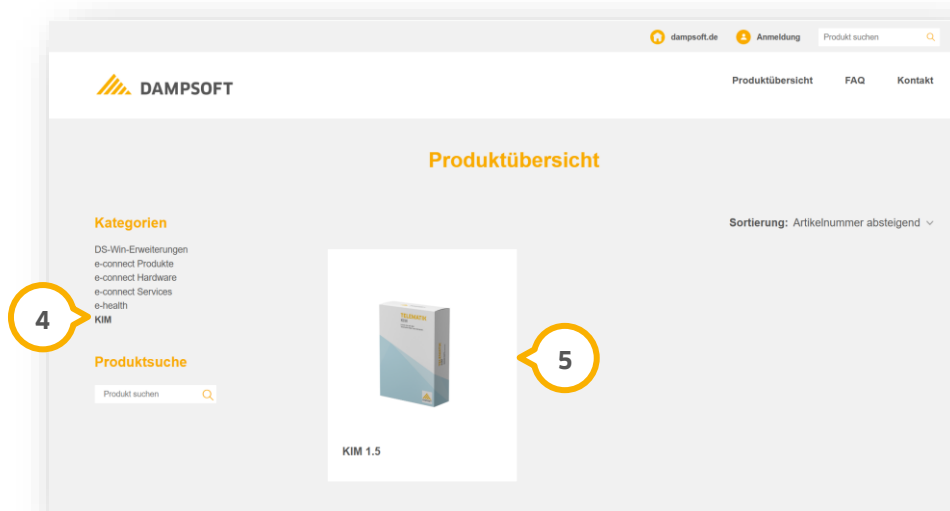 dampsoft.de Anmeldung Produkt suchen
DAMPSOFT
Produktübersicht FAQ Kontakt
Produktübersicht
Kategorien
Sortierung: Artikelnummer absteigend
DS-Win-Erweiterungen
e-connect Produkte
e-connect Hardware
e-connect Services
e-health
KIM
4
Produktsuche
Produkt suchen
TELEMATIK
5
KIM 1.5